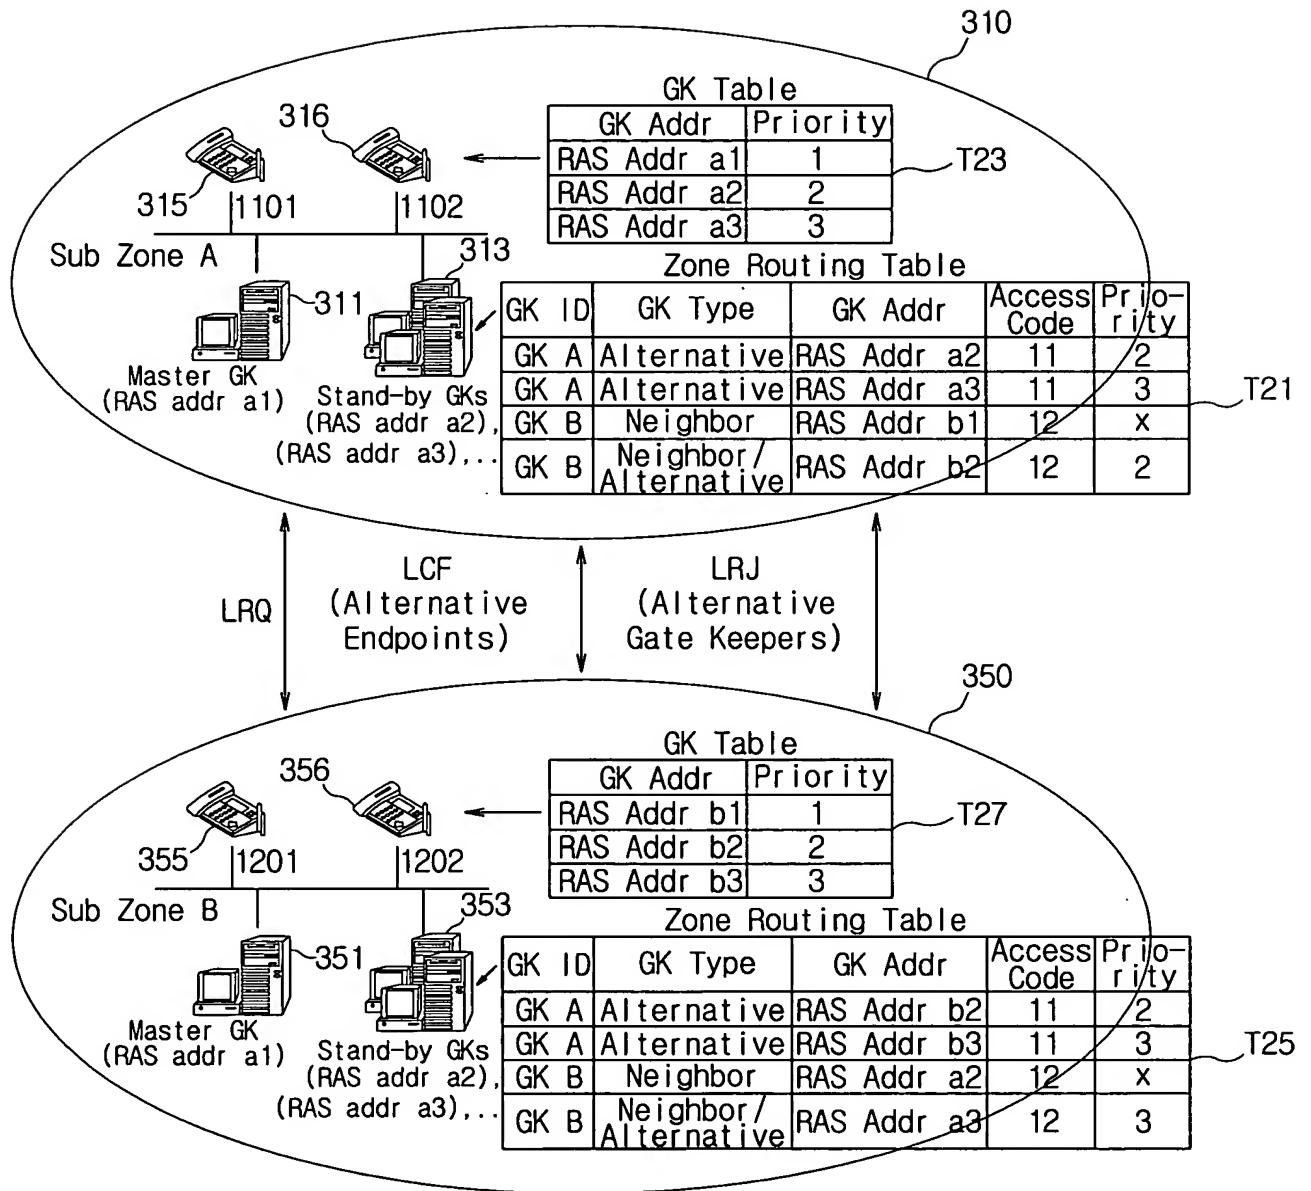 310
GK Table
GK Addr Priority
RAS Addr a1 1
RAS Addr a2 2
RAS Addr a3 3
T23
316
315
1101
1102
Sub Zone A
313
311
Master GK
(RAS addr a1)
Stand-by GKs
(RAS addr a2),
(RAS addr a3),..
Zone Routing Table
GK ID GK Type GK Addr Access Code Prio-rity
GK A Alternative RAS Addr a2 11 2
GK A Alternative RAS Addr a3 11 3
GK B Neighbor RAS Addr b1 12 x
GK B Neighbor/Alternative RAS Addr b2 12 2
T21
LRQ
LCF
(Alternative
Endpoints)
LRJ
(Alternative
Gate Keepers)
350
GK Table
GK Addr Priority
RAS Addr b1 1
RAS Addr b2 2
RAS Addr b3 3
T27
356
355
1201
1202
Sub Zone B
353
351
Master GK
(RAS addr a1)
Stand-by GKs
(RAS addr a2),
(RAS addr a3),..
Zone Routing Table
GK ID GK Type GK Addr Access Code Prio-rity
GK A Alternative RAS Addr b2 11 2
GK A Alternative RAS Addr b3 11 3
GK B Neighbor RAS Addr a2 12 x
GK B Neighbor/Alternative RAS Addr a3 12 3
T25